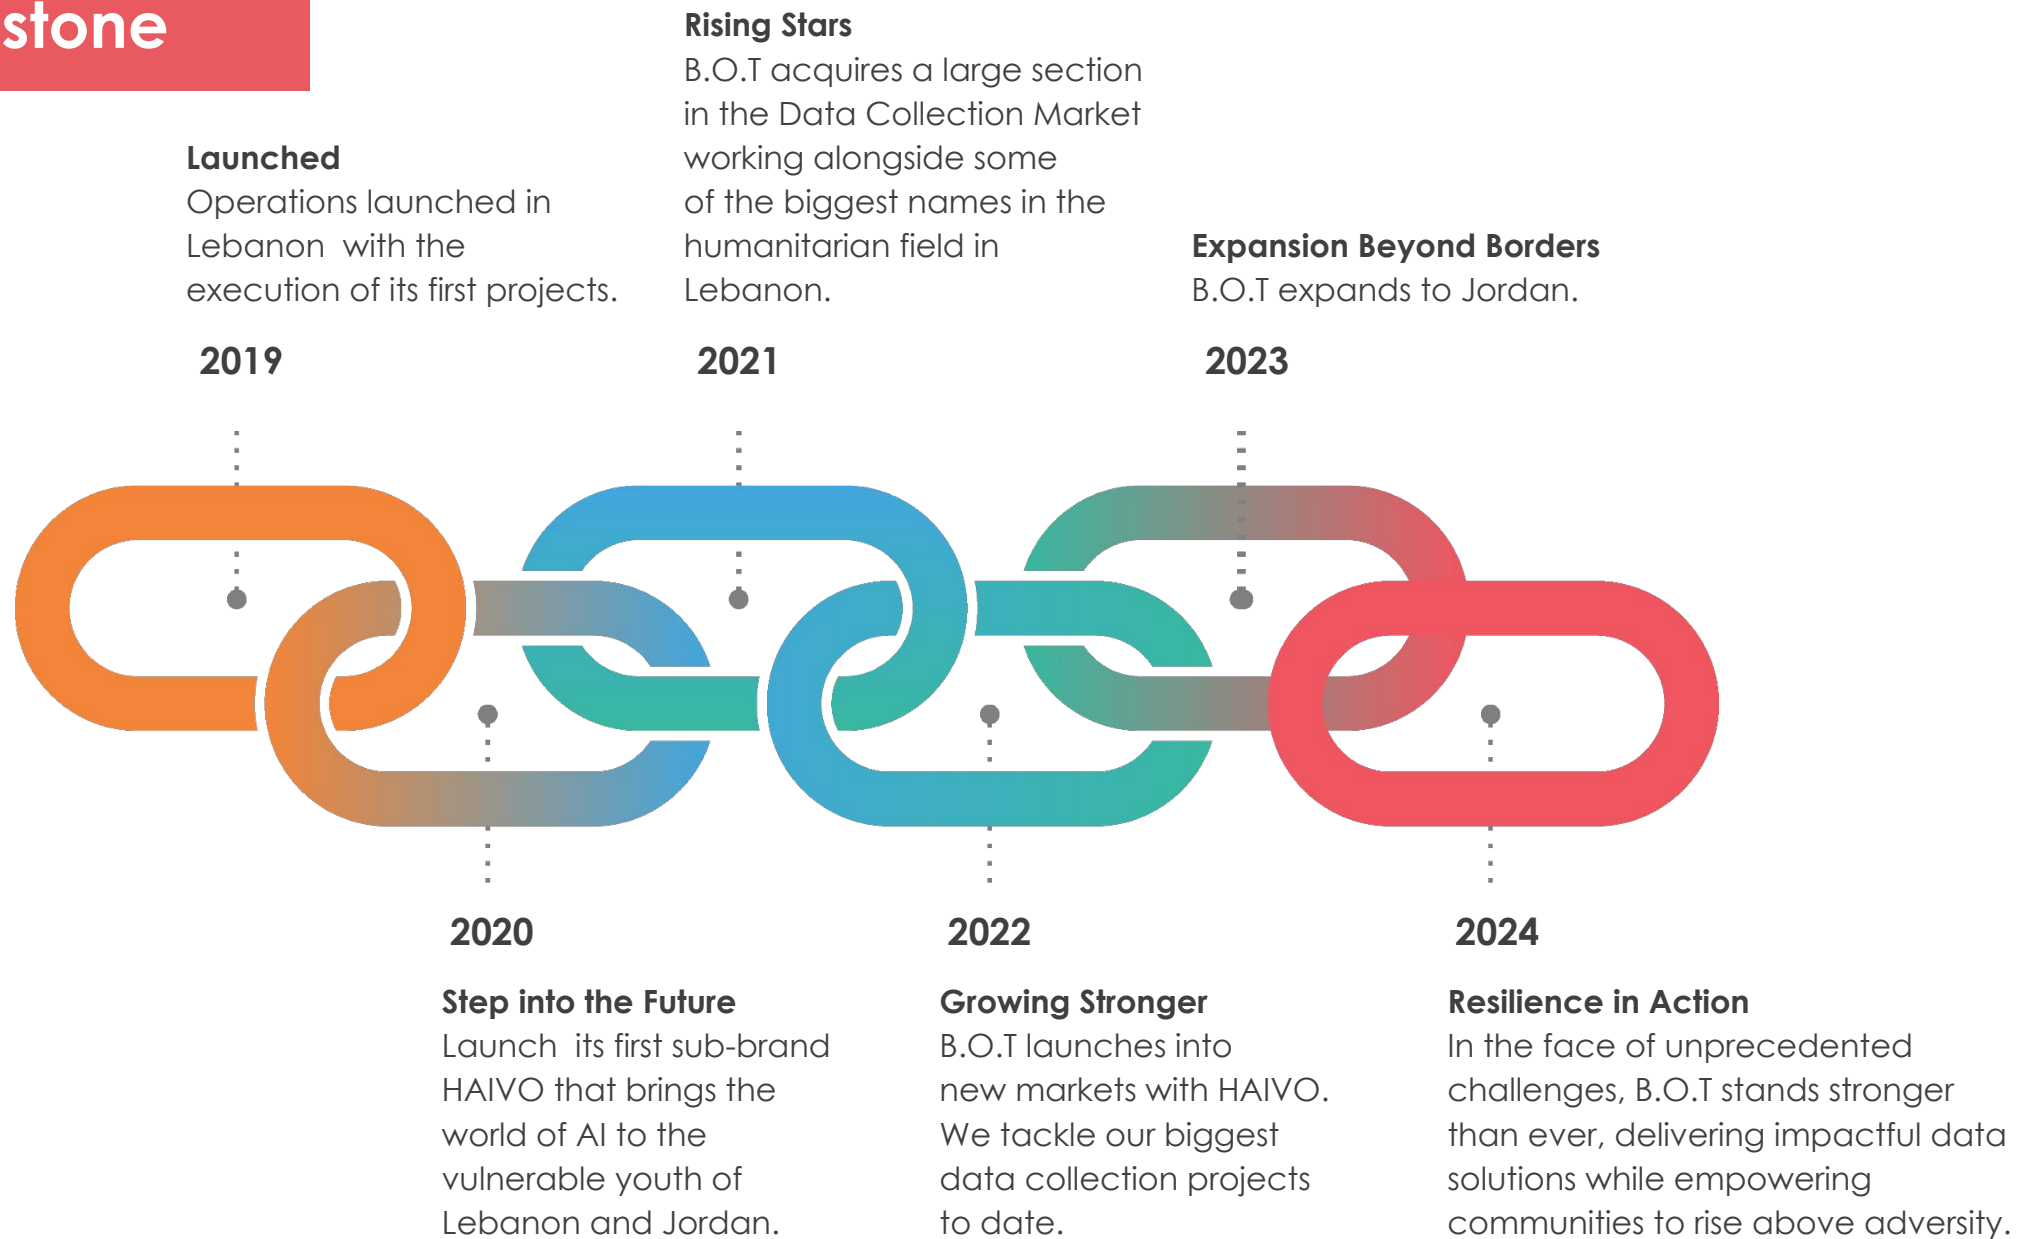 stone
Launched
Operations launched in
Lebanon with the
execution of its first projects.
2019
Rising Stars
B.O.T acquires a large section
in the Data Collection Market
working alongside some
of the biggest names in the
humanitarian field in
Lebanon.
2021
Expansion Beyond Borders
B.O.T expands to Jordan.
2023
2020
Step into the Future
Launch its first sub-brand
HAIVO that brings the
world of AI to the
vulnerable youth of
Lebanon and Jordan.
2022
Growing Stronger
B.O.T launches into
new markets with HAIVO.
We tackle our biggest
data collection projects
to date.
2024
Resilience in Action
In the face of unprecedented
challenges, B.O.T stands stronger
than ever, delivering impactful data
solutions while empowering
communities to rise above adversity.